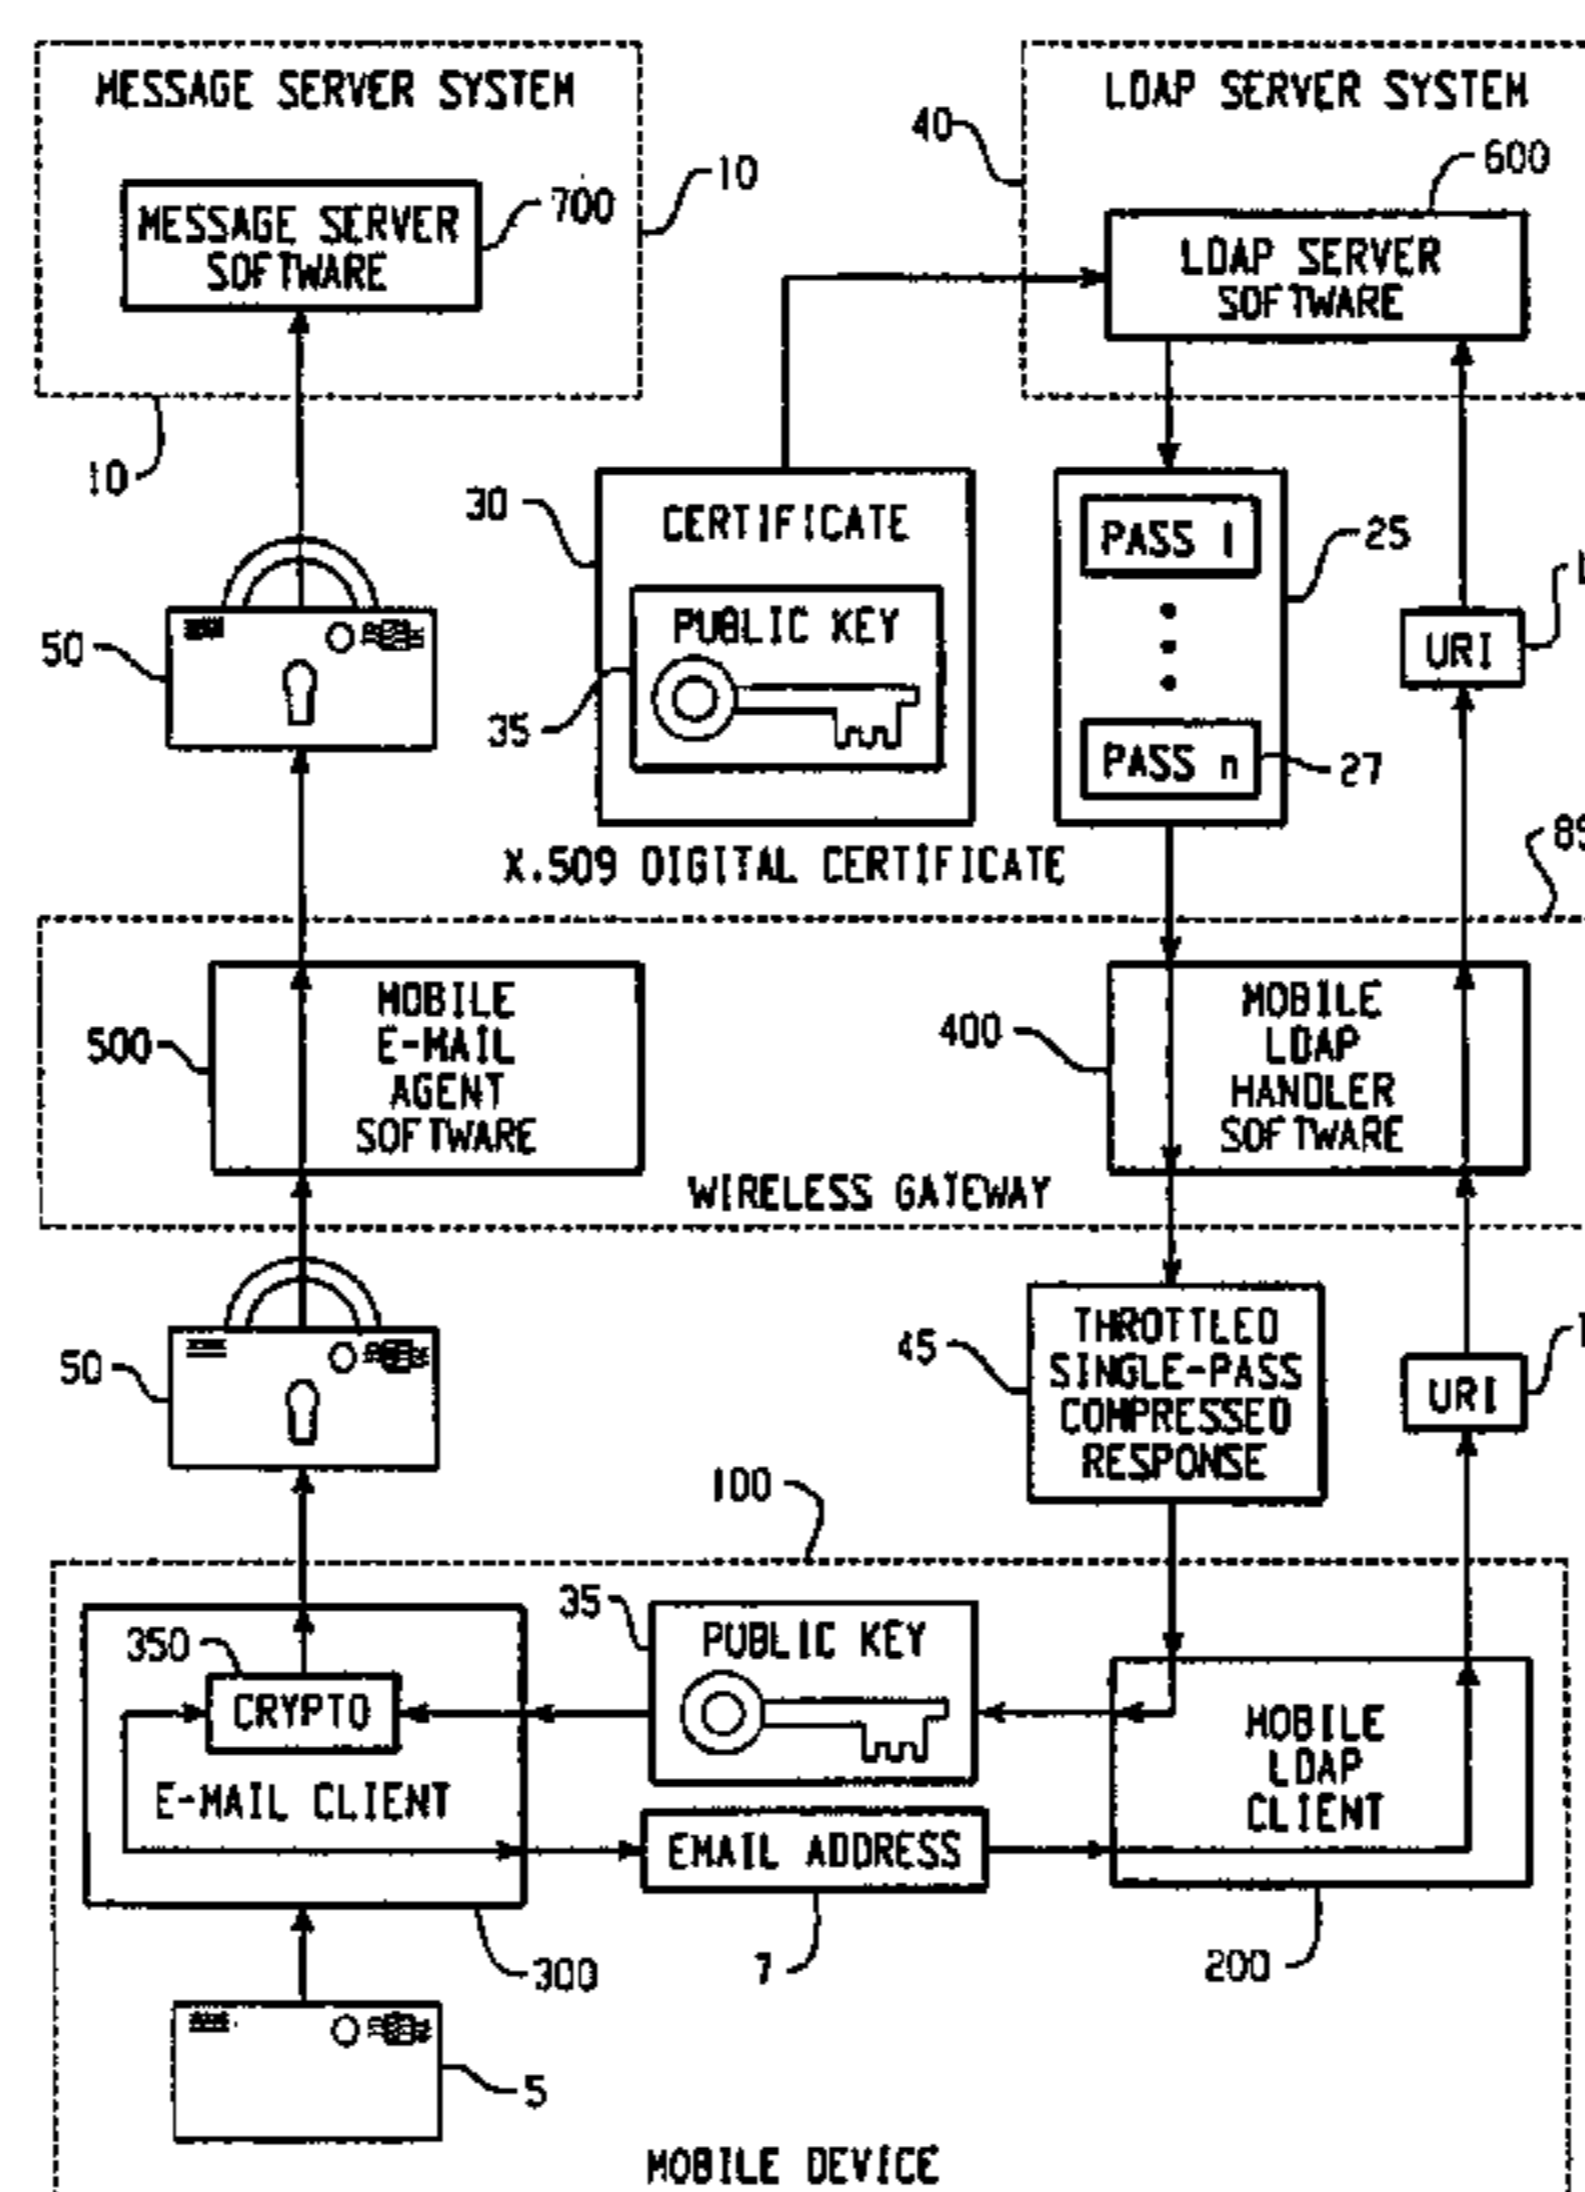 MESSAGE SERVER SYSTEM
LDAP SERVER SYSTEM
40
600
10
700
MESSAGE SERVER
SOFTWARE
LDAP SERVER
SOFTWARE
10
30
CERTIFICATE
PASS 1
25
50
PUBLIC KEY
URI
35
PASS n
27
X.509 DIGITAL CERTIFICATE
500
MOBILE
E-MAIL
AGENT
SOFTWARE
400
MOBILE
LDAP
HANDLER
SOFTWARE
WIRELESS GATEWAY
50
45
THROTTLED
SINGLE-PASS
COMPRESSED
RESPONSE
URI
100
35
350
PUBLIC KEY
CRYPTO
MOBILE
LDAP
CLIENT
E-MAIL CLIENT
EMAIL ADDRESS
300
7
200
5
MOBILE DEVICE